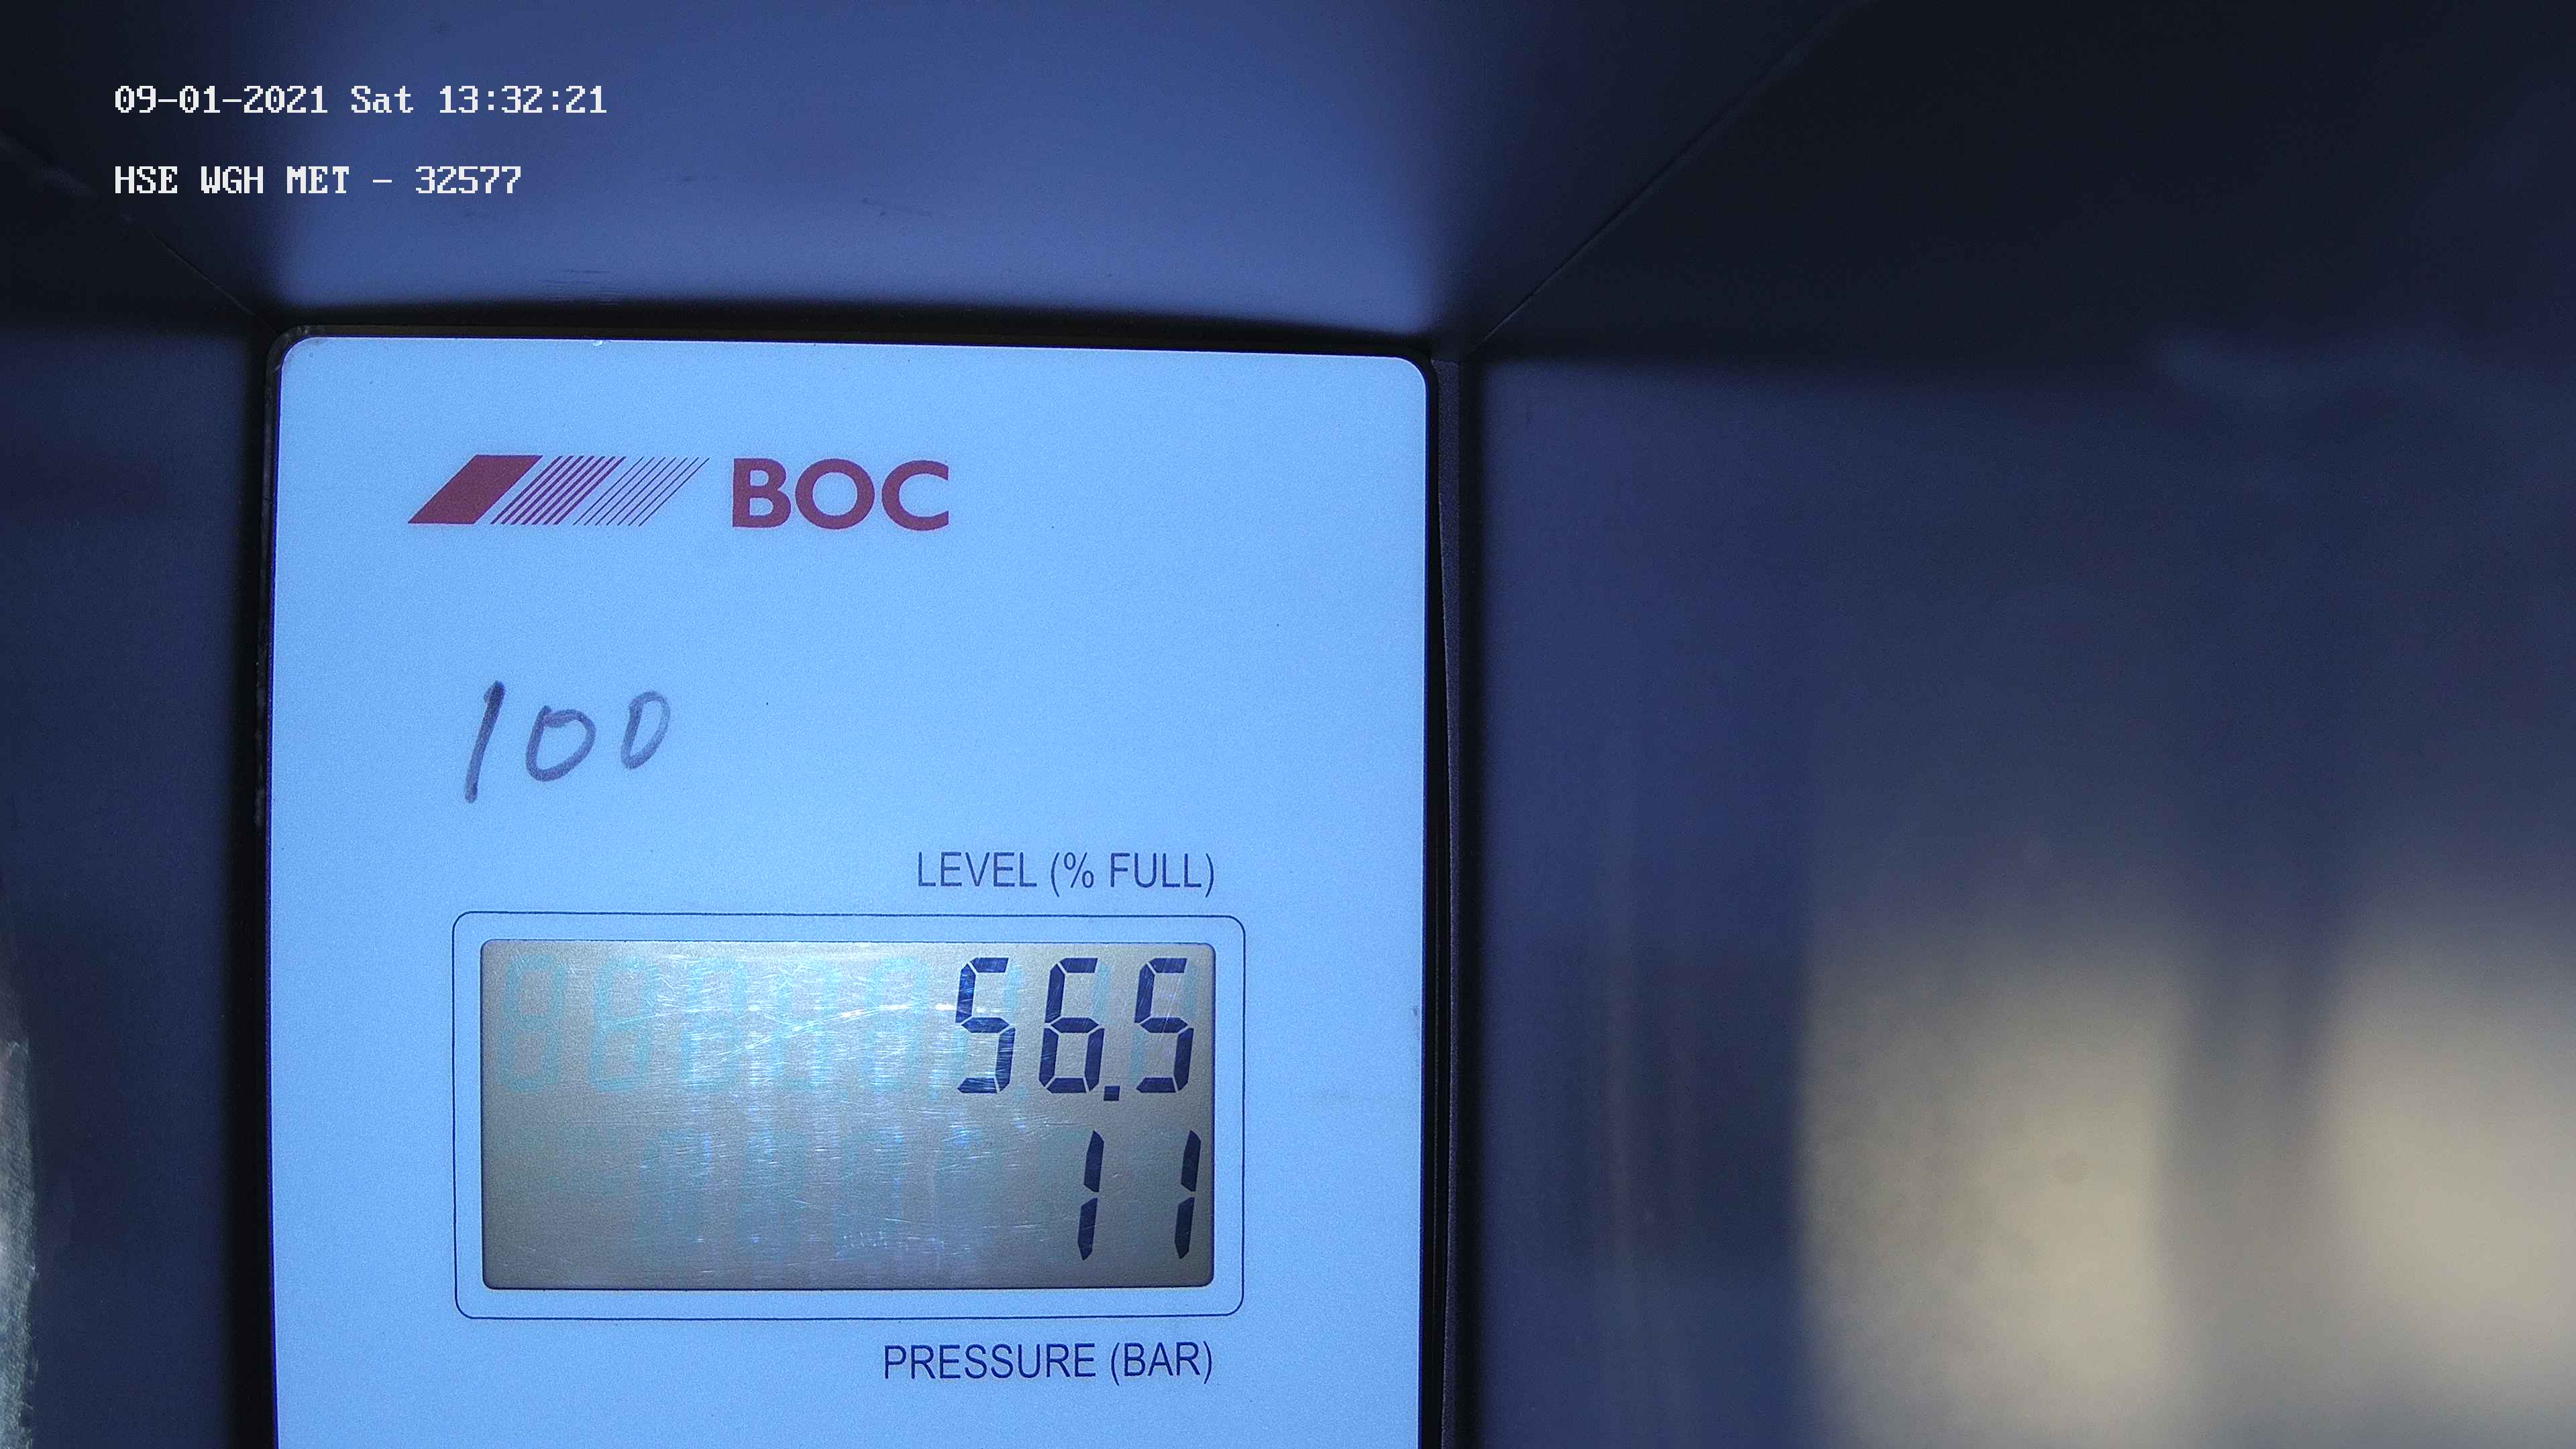 09-01-2021 Sat 13:32:21
HSE WGH MET - 32577
BOC
100
LEVEL (% FULL)
56.5
11
PRESSURE (BAR)